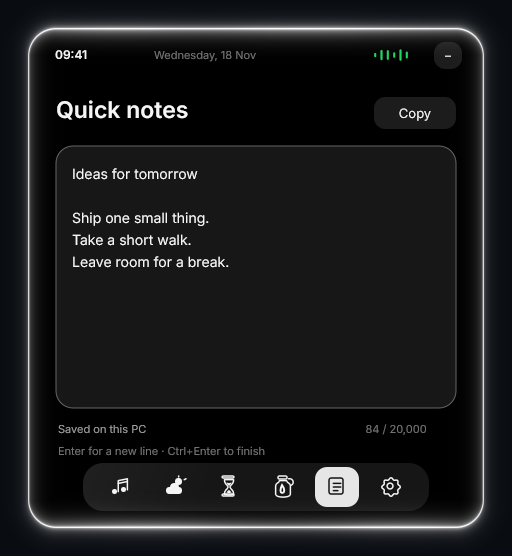 09:41 Wednesday, 18 Nov
Quick notes
Copy
Ideas for tomorrow
Ship one small thing.
Take a short walk.
Leave room for a break.
Saved on this PC 84 / 20,000
Enter for a new line · Ctrl+Enter to finish